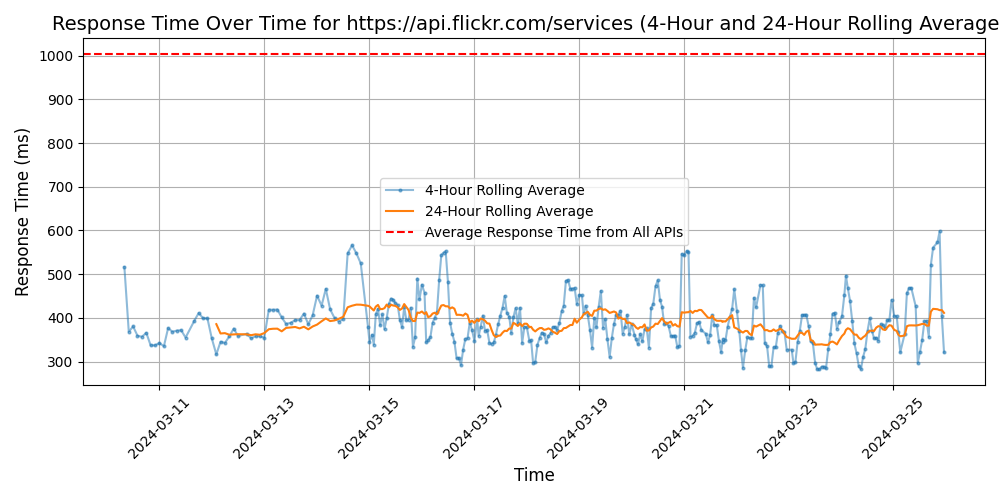 Response Time Over Time for https://api.flickr.com/services (4-Hour and 24-Hour Rolling Average
Response Time (ms)
1000
900
800
700
600
500
400
300
4-Hour Rolling Average
24-Hour Rolling Average
Average Response Time from All APIs
2024-03-11
2024-03-13
2024-03-15
2024-03-17
2024-03-19
2024-03-21
2024-03-23
2024-03-25
Time